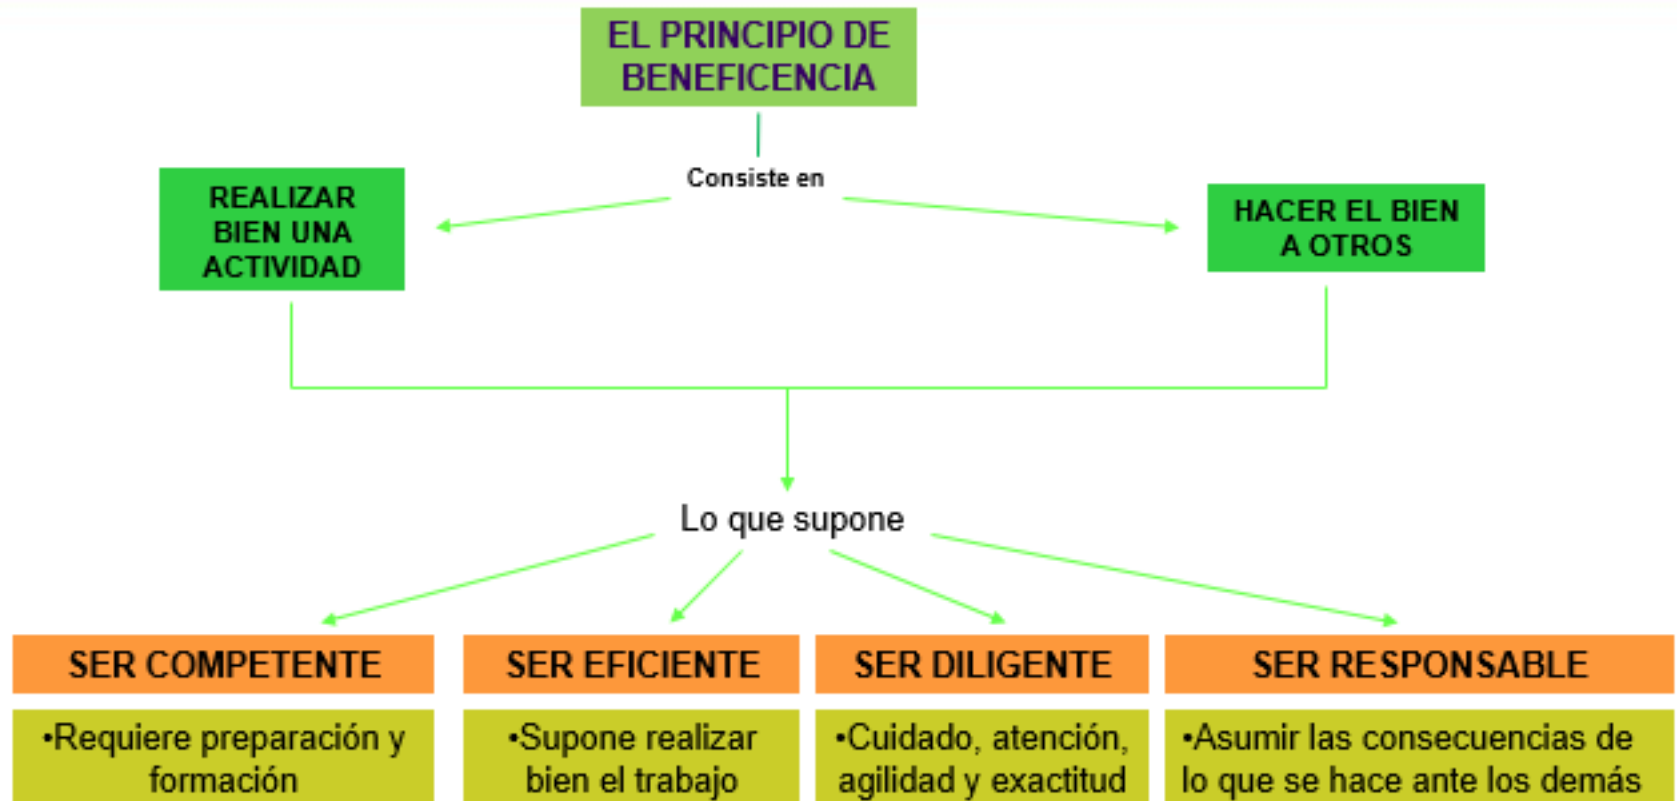 EL PRINCIPIO DE
BENEFICENCIA
Consiste en
REALIZAR
BIEN UNA
ACTIVIDAD
HACER EL BIEN
A OTROS
Lo que supone
SER COMPETENTE
•Requiere preparación y
formación
SER EFICIENTE
•Supone realizar
bien el trabajo
SER DILIGENTE
•Cuidado, atención,
agilidad y exactitud
SER RESPONSABLE
•Asumir las consecuencias de
lo que se hace ante los demás